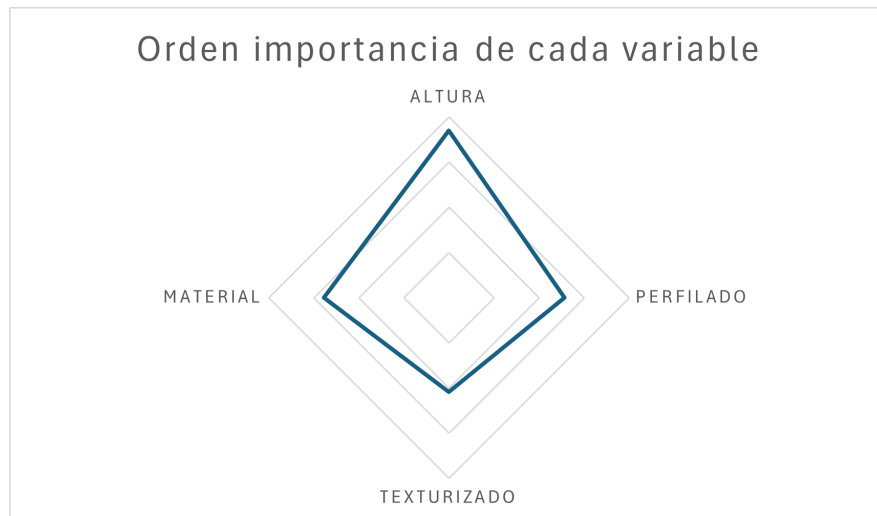 Orden importancia de cada variable
ALTURA
MATERIAL
PERFILADO
TEXTURIZADO